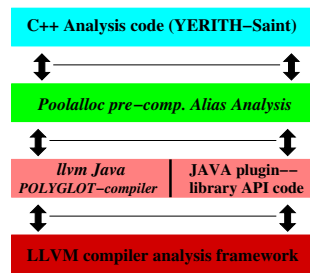 C++ Analysis code (YERITH−Saint)
Poolalloc pre−comp. Alias Analysis
llvm Java
POLYGLOT−compiler
JAVA plugin−−
library API code
LLVM compiler analysis framework